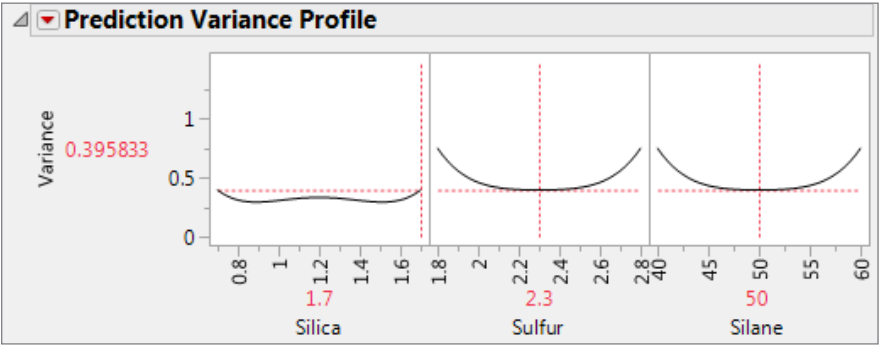 Prediction Variance Profile
Variance
0.395833
1
0.5
0
0.8 1 1.2 1.4 1.6 1.8 2 2.2 2.4 2.6 2.8 40 45 50 55 60
1.7 2.3 50
Silica Sulfur Silane